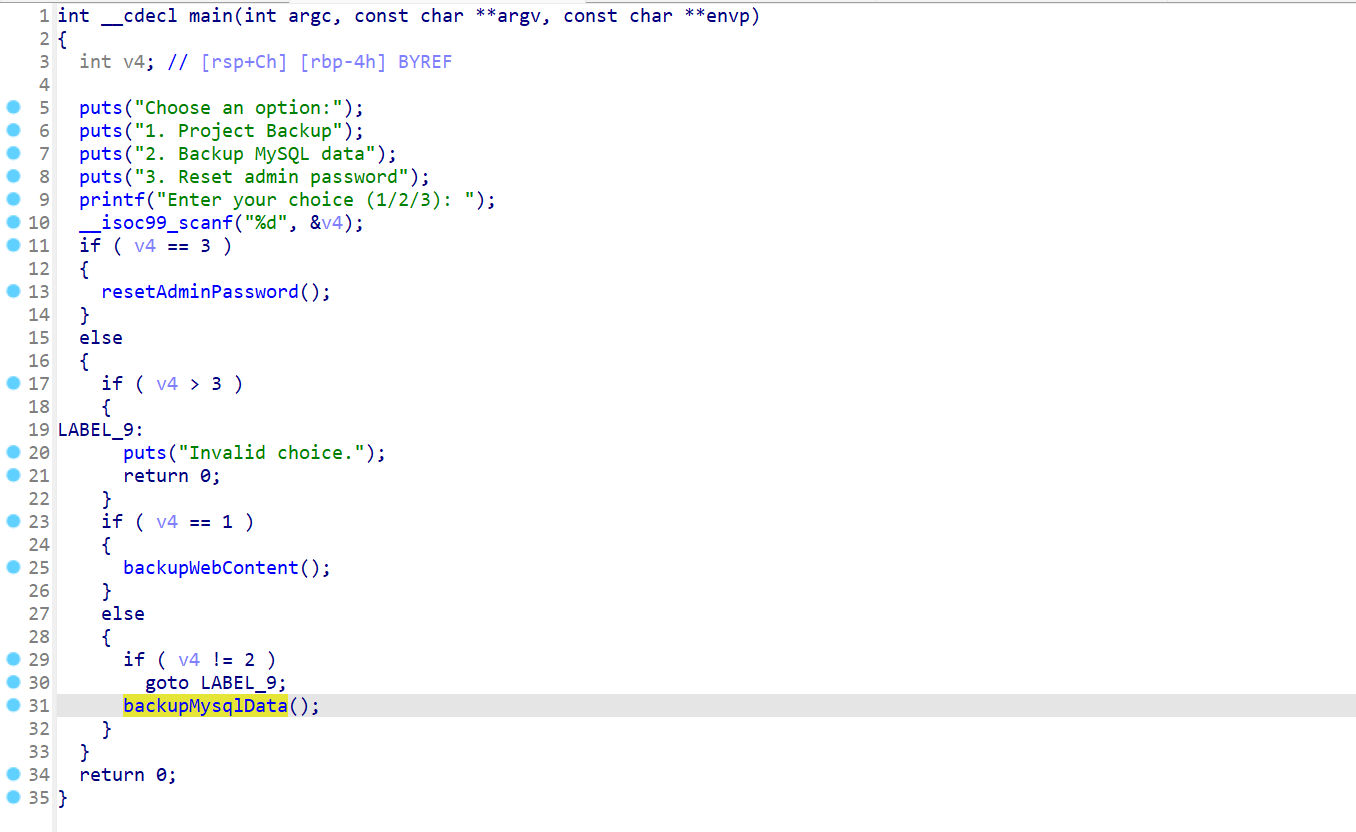 1 int __cdecl main(int argc, const char **argv, const char **envp)
2 {
3   int v4; // [rsp+Ch] [rbp-4h] BYREF
4
5   puts("Choose an option:");
6   puts("1. Project Backup");
7   puts("2. Backup MySQL data");
8   puts("3. Reset admin password");
9   printf("Enter your choice (1/2/3): ");
10   __isoc99_scanf("%d", &v4);
11   if ( v4 == 3 )
12   {
13     resetAdminPassword();
14   }
15   else
16   {
17     if ( v4 > 3 )
18     {
19 LABEL_9:
20       puts("Invalid choice.");
21       return 0;
22     }
23     if ( v4 == 1 )
24     {
25       backupWebContent();
26     }
27     else
28     {
29       if ( v4 != 2 )
30         goto LABEL_9;
31       backupMysqlData();
32     }
33   }
34   return 0;
35 }